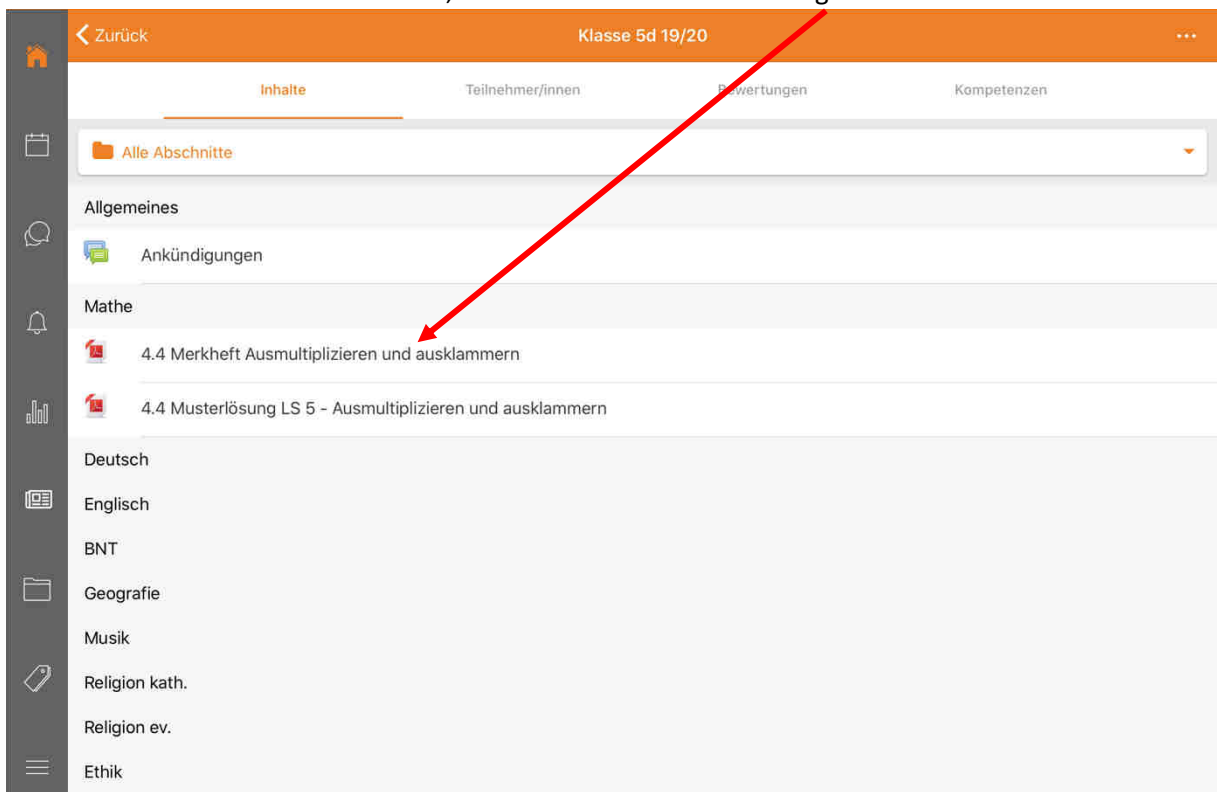 Zurück
Klasse 5d 19/20
Inhalte Teilnehmer/innen Bewertungen Kompetenzen
Alle Abschnitte
Allgemeines
Ankündigungen
Mathe
4.4 Merkheft Ausmultiplizieren und ausklammern
4.4 Musterlösung LS 5 - Ausmultiplizieren und ausklammern
Deutsch
Englisch
BNT
Geografie
Musik
Religion kath.
Religion ev.
Ethik